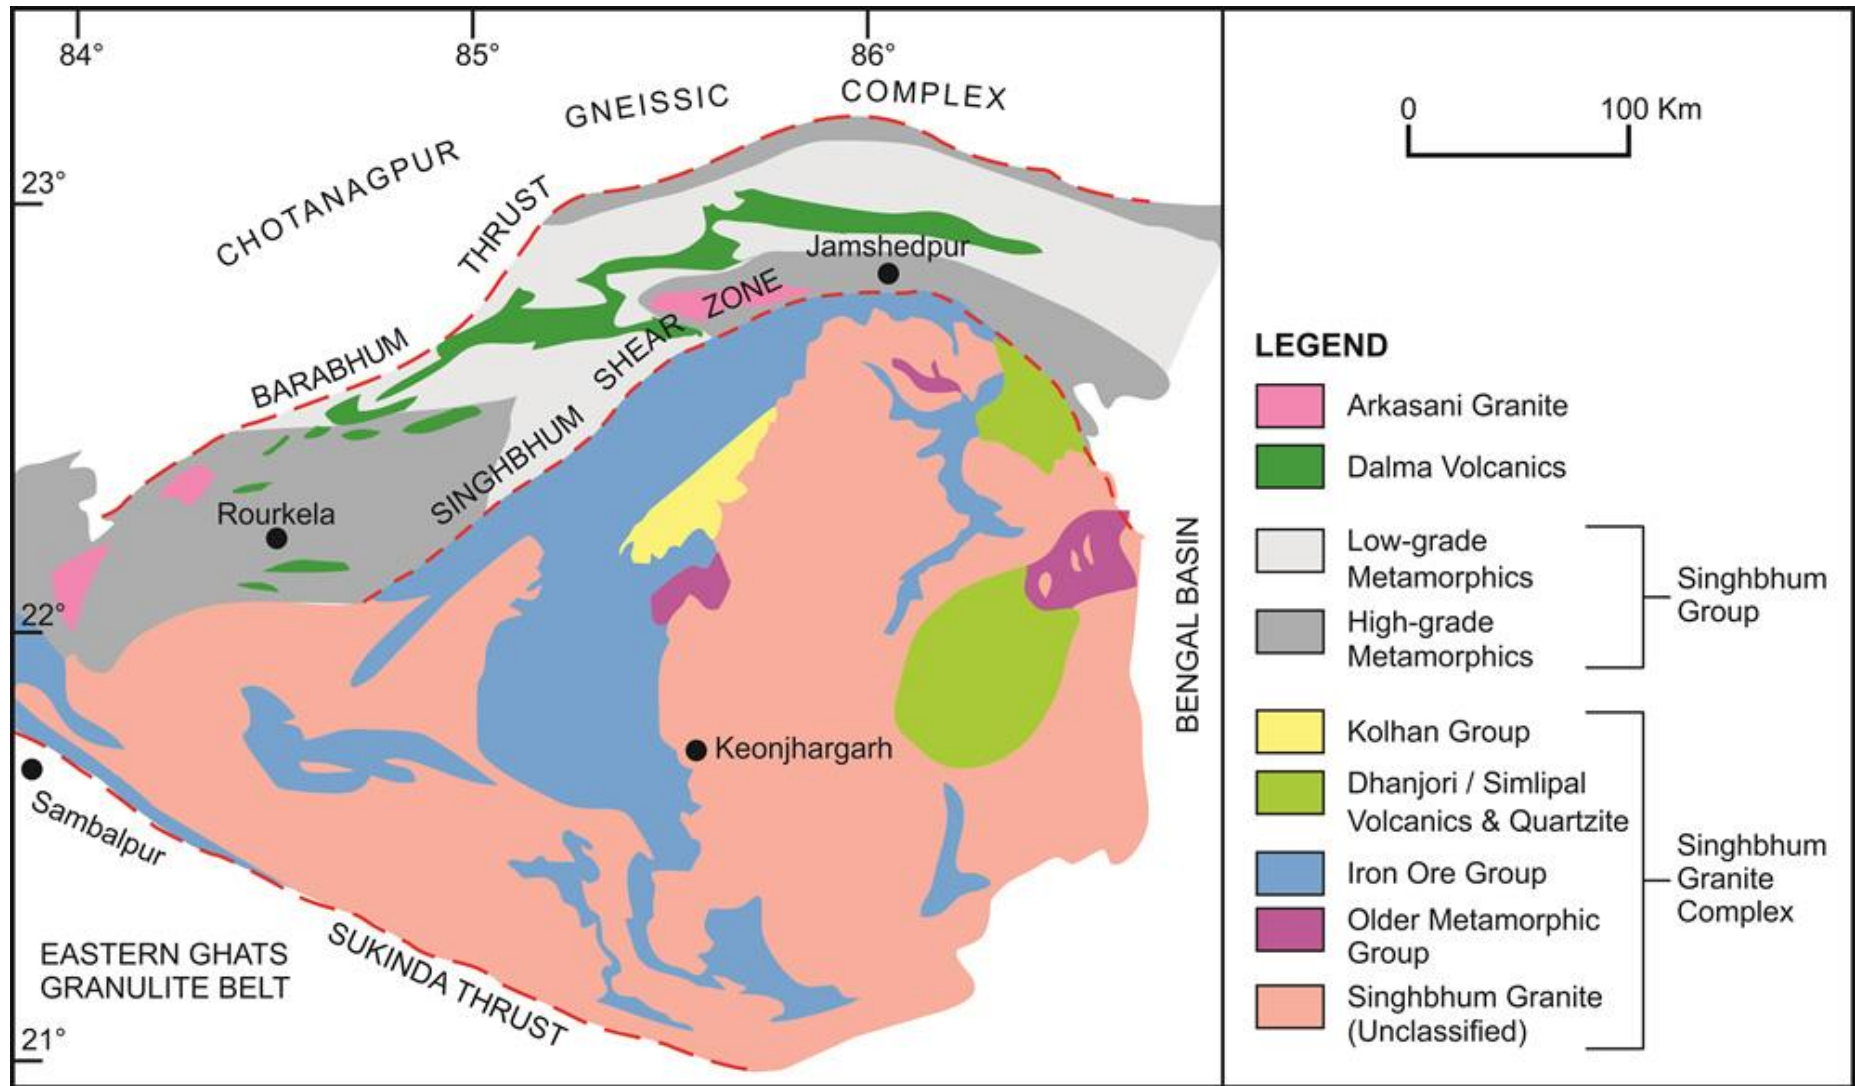 84°
85°
86°
23°
22°
21°
CHOTANAGPUR GNEISSIC COMPLEX
BARABHUM THRUST
SINGHBHUM SHEAR ZONE
Jamshedpur
Rourkela
Keonjhargarh
Sambalpur
BENGAL BASIN
SUKINDA THRUST
EASTERN GHATS
GRANULITE BELT
0 100 Km
LEGEND
Arkasani Granite
Dalma Volcanics
Low-grade
Metamorphics
High-grade
Metamorphics
Singhbhum
Group
Kolhan Group
Dhanjori / Simlipal
Volcanics & Quartzite
Iron Ore Group
Older Metamorphic
Group
Singhbhum Granite
(Unclassified)
Singhbhum
Granite
Complex